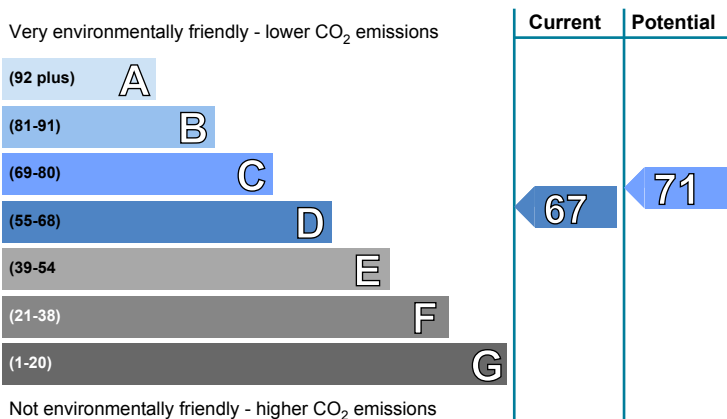 Very environmentally friendly - lower CO2 emissions
Current
Potential
(92 plus) A
(81-91) B
(69-80) C
(55-68) D
(39-54 E
(21-38) F
(1-20) G
67
71
Not environmentally friendly - higher CO2 emissions